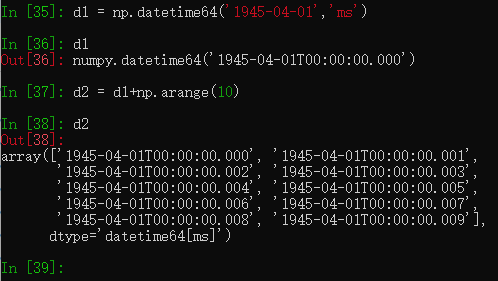 In [35]: d1 = np.datetime64('1945-04-01','ms')
In [36]: d1
Out[36]: numpy.datetime64('1945-04-01T00:00:00.000')
In [37]: d2 = d1+np.arange(10)
In [38]: d2
Out[38]:
array(['1945-04-01T00:00:00.000', '1945-04-01T00:00:00.001',
'1945-04-01T00:00:00.002', '1945-04-01T00:00:00.003',
'1945-04-01T00:00:00.004', '1945-04-01T00:00:00.005',
'1945-04-01T00:00:00.006', '1945-04-01T00:00:00.007',
'1945-04-01T00:00:00.008', '1945-04-01T00:00:00.009'],
dtype='datetime64[ms]')
In [39]: